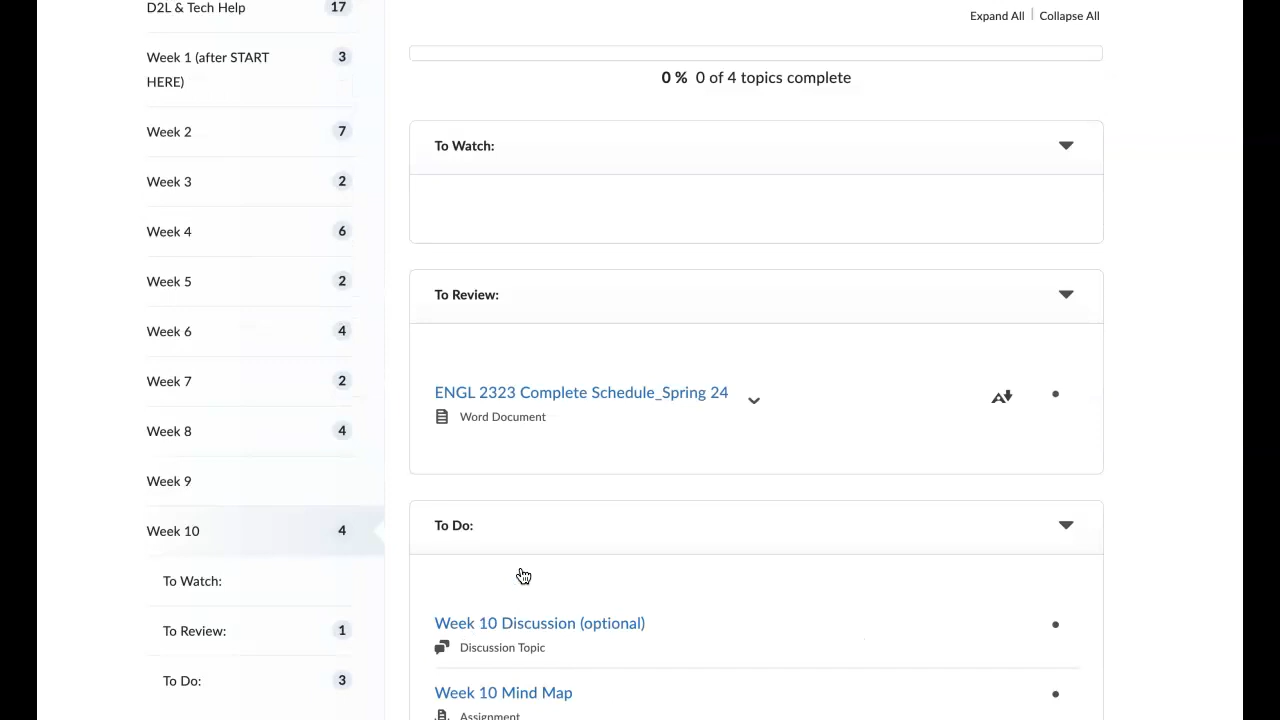 D2L & Tech Help 17
Week 1 (after START
HERE) 3
Week 2 7
Week 3 2
Week 4 6
Week 5 2
Week 6 4
Week 7 2
Week 8 4
Week 9
Week 10 4
To Watch:
To Review: 1
To Do: 3
Expand All | Collapse All
0 % 0 of 4 topics complete
To Watch:
To Review:
ENGL 2323 Complete Schedule_Spring 24
Word Document
To Do:
Week 10 Discussion (optional)
Discussion Topic
Week 10 Mind Map
Assignment